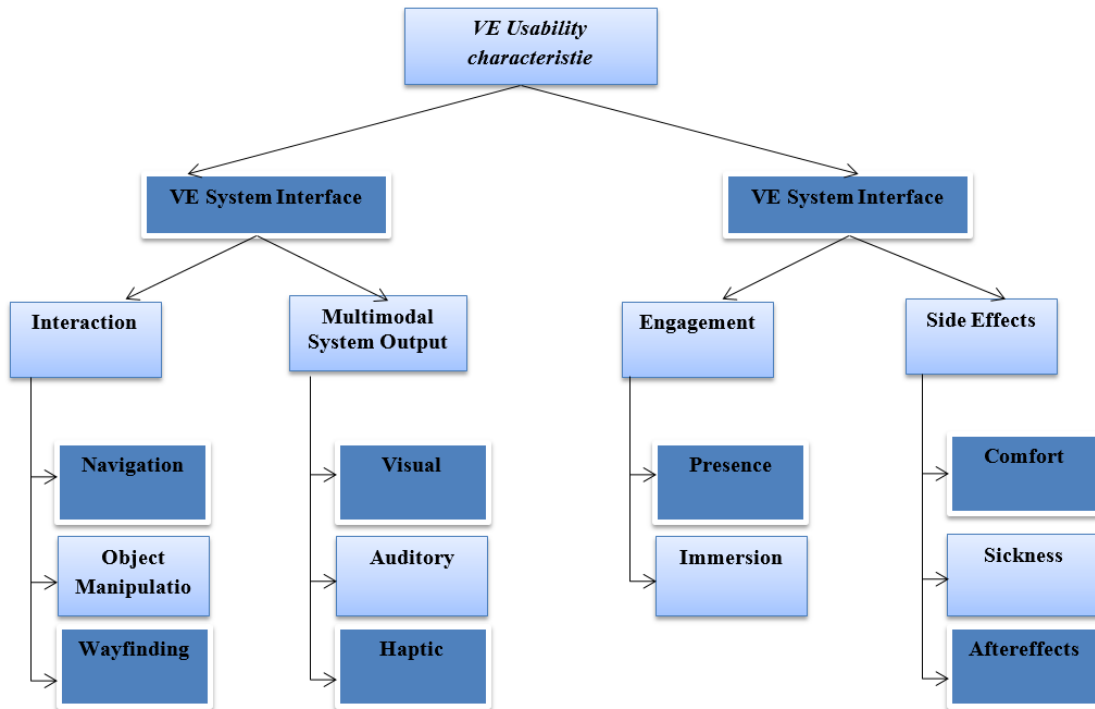 VE Usability
characteristie
VE System Interface
VE System Interface
Interaction
Multimodal
System Output
Engagement
Side Effects
Navigation
Visual
Presence
Comfort
Object
Manipulatio
Auditory
Immersion
Sickness
Wayfinding
Haptic
Aftereffects